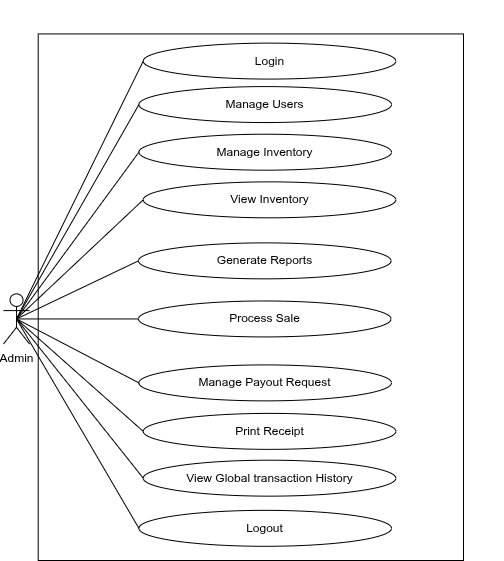 Login
Manage Users
Manage Inventory
View Inventory
Generate Reports
Process Sale
Admin
Manage Payout Request
Print Receipt
View Global transaction History
Logout